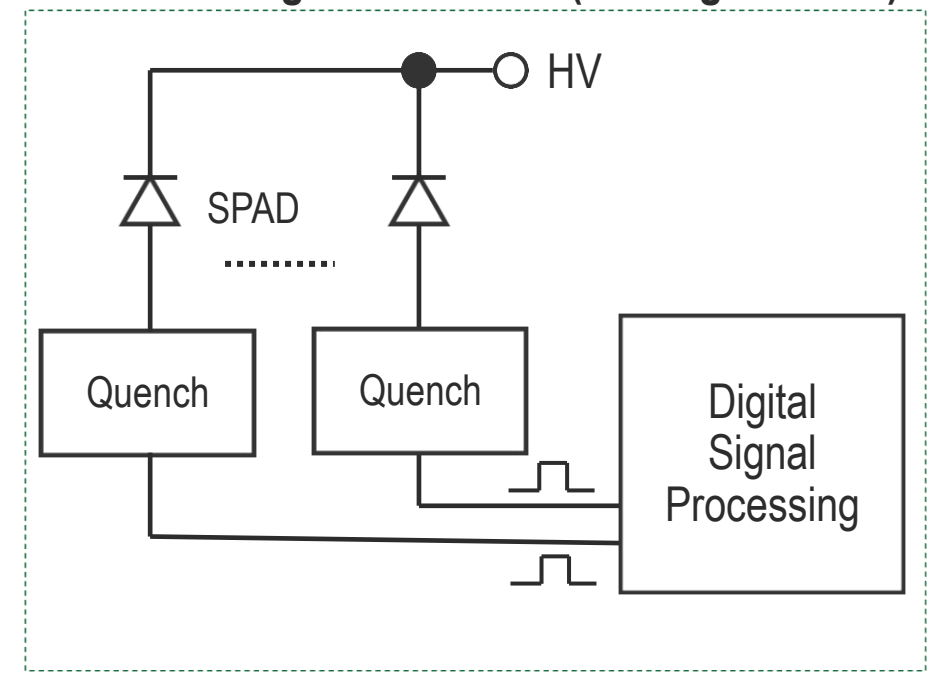 HV
SPAD
Quench
Quench
Digital
Signal
Processing